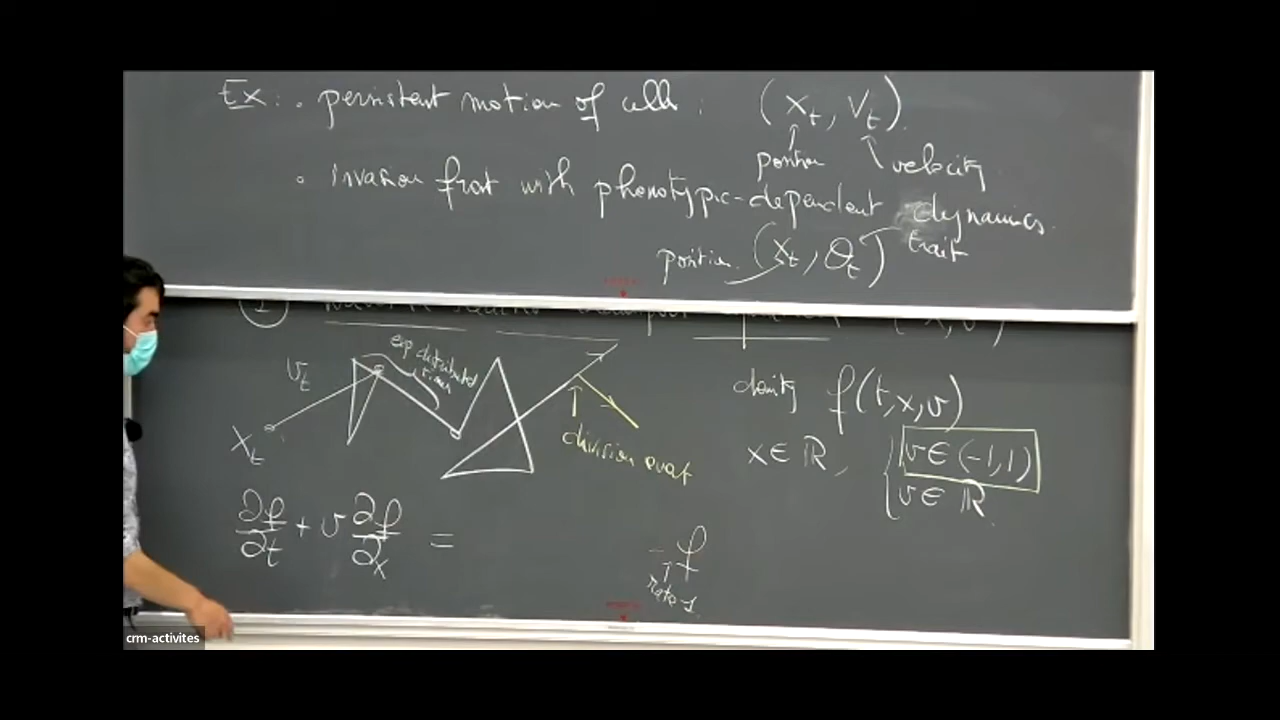 Ex: . persistent motion of cells : (X_t, V_t).
position velocity
. invasion front with phenotypic-dependent dynamics.
position (X_t, θ_t) trait
exp. distributed times
v_t
X_t
division event
density f(t,x,v)
x ∈ ℝ, { v ∈ (-1,1)
v ∈ ℝ.
∂f/∂t + v ∂f/∂x = - f
rate 1
crm-activites